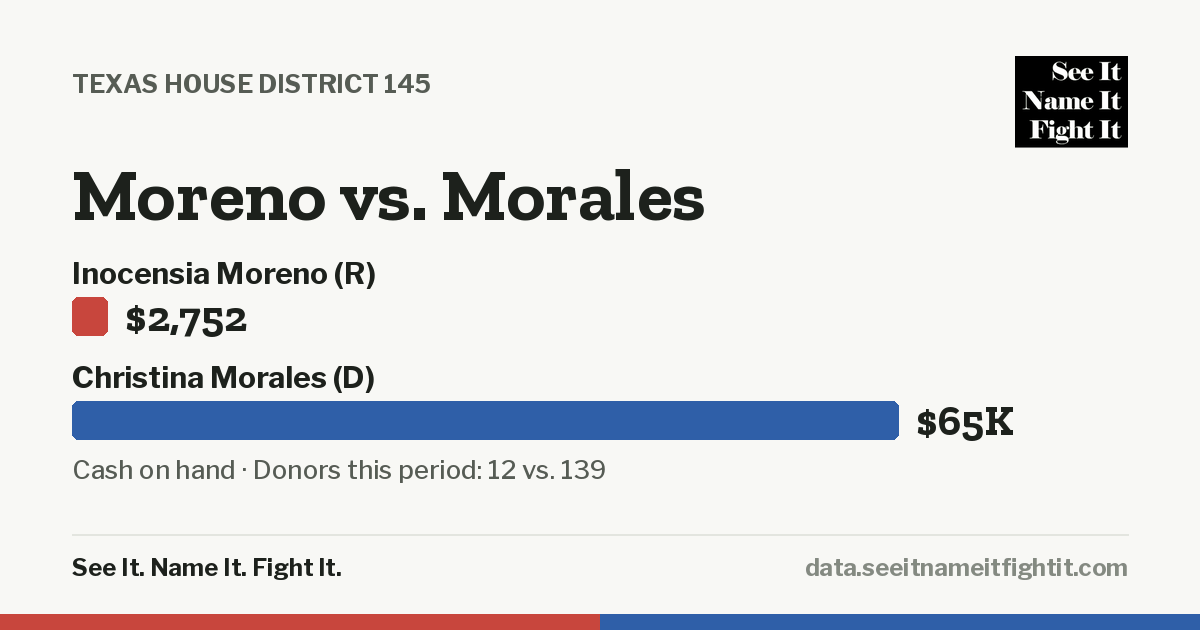 TEXAS HOUSE DISTRICT 145
See It
Name It
Fight It
Moreno vs. Morales
Inocensia Moreno (R)
$2,752
Christina Morales (D)
$65K
Cash on hand · Donors this period: 12 vs. 139
See It. Name It. Fight It.
data.seeitnameitfightit.com